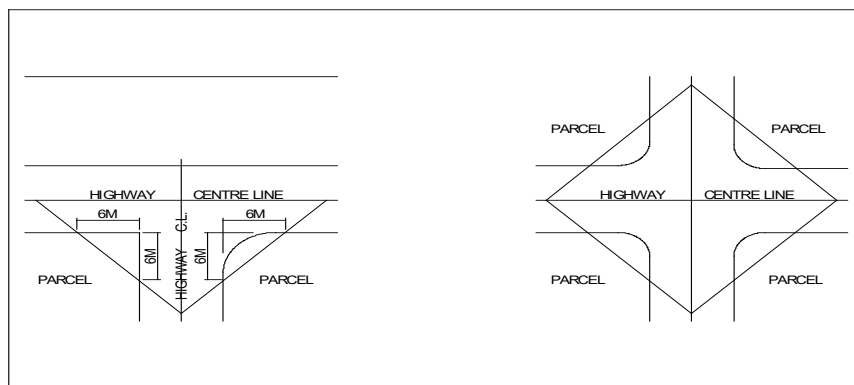 HIGHWAY CENTRE LINE
6M 6M
6M
HIGHWAY C.L.
6M
PARCEL PARCEL
PARCEL PARCEL
HIGHWAY CENTRE LINE
PARCEL PARCEL